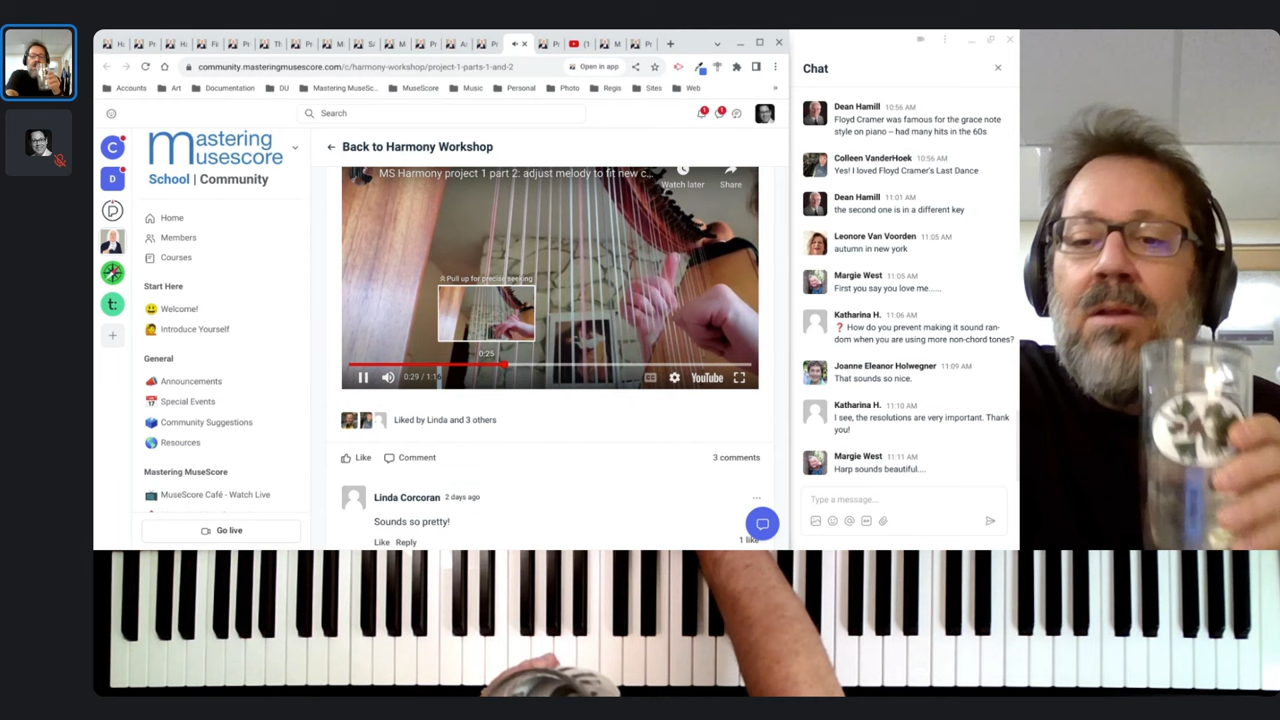 community.masteringmusescore.com/c/harmony-workshop/project-1-parts-1-and-2
Open in app
Accounts
Art
Documentation
DU
Mastering MuseSc...
MuseScore
Music
Personal
Photo
Regis
Sites
Web
Search
mastering
musescore
School | Community
C
D
t:
Home
Members
Courses
Start Here
Welcome!
Introduce Yourself
General
Announcements
Special Events
Community Suggestions
Resources
Mastering MuseScore
MuseScore Café - Watch Live
Go live
Back to Harmony Workshop
MS Harmony project 1 part 2: adjust melody to fit new c...
Watch later
Share
Pull up for precise seeking
0:25
0:29 / 1:16
YouTube
Liked by Linda and 3 others
Like
Comment
3 comments
Linda Corcoran 2 days ago
Sounds so pretty!
Like Reply
1 like
Chat
Dean Hamill 10:56 AM
Floyd Cramer was famous for the grace note
style on piano – had many hits in the 60s
Colleen VanderHoek 10:56 AM
Yes! I loved Floyd Cramer's Last Dance
Dean Hamill 11:01 AM
the second one is in a different key
Leonore Van Voorden 11:05 AM
autumn in new york
Margie West 11:05 AM
First you say you love me......
Katharina H. 11:06 AM
❓ How do you prevent making it sound ran-
dom when you are using more non-chord tones?
Joanne Eleanor Holwegner 11:09 AM
That sounds so nice.
Katharina H. 11:10 AM
I see, the resolutions are very important. Thank
you!
Margie West 11:11 AM
Harp sounds beautiful....
Type a message...